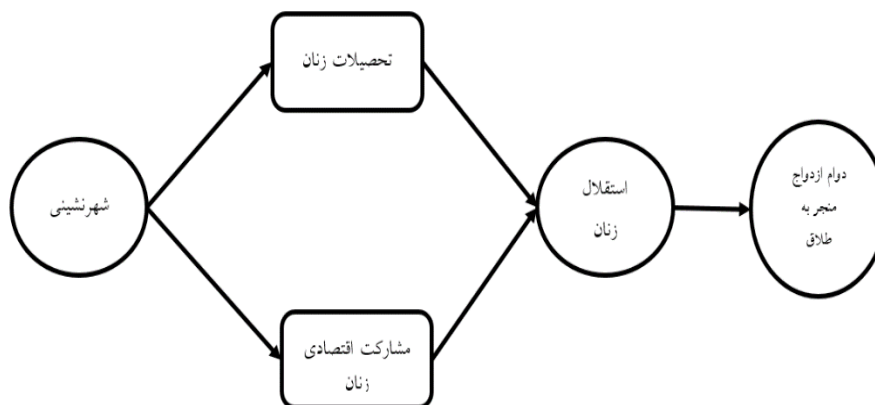 تحصیلات زنان
شهرنشینی
استقلال
زنان
دوام ازدواج
منجر به
طلاق
مشارکت اقتصادی
زنان